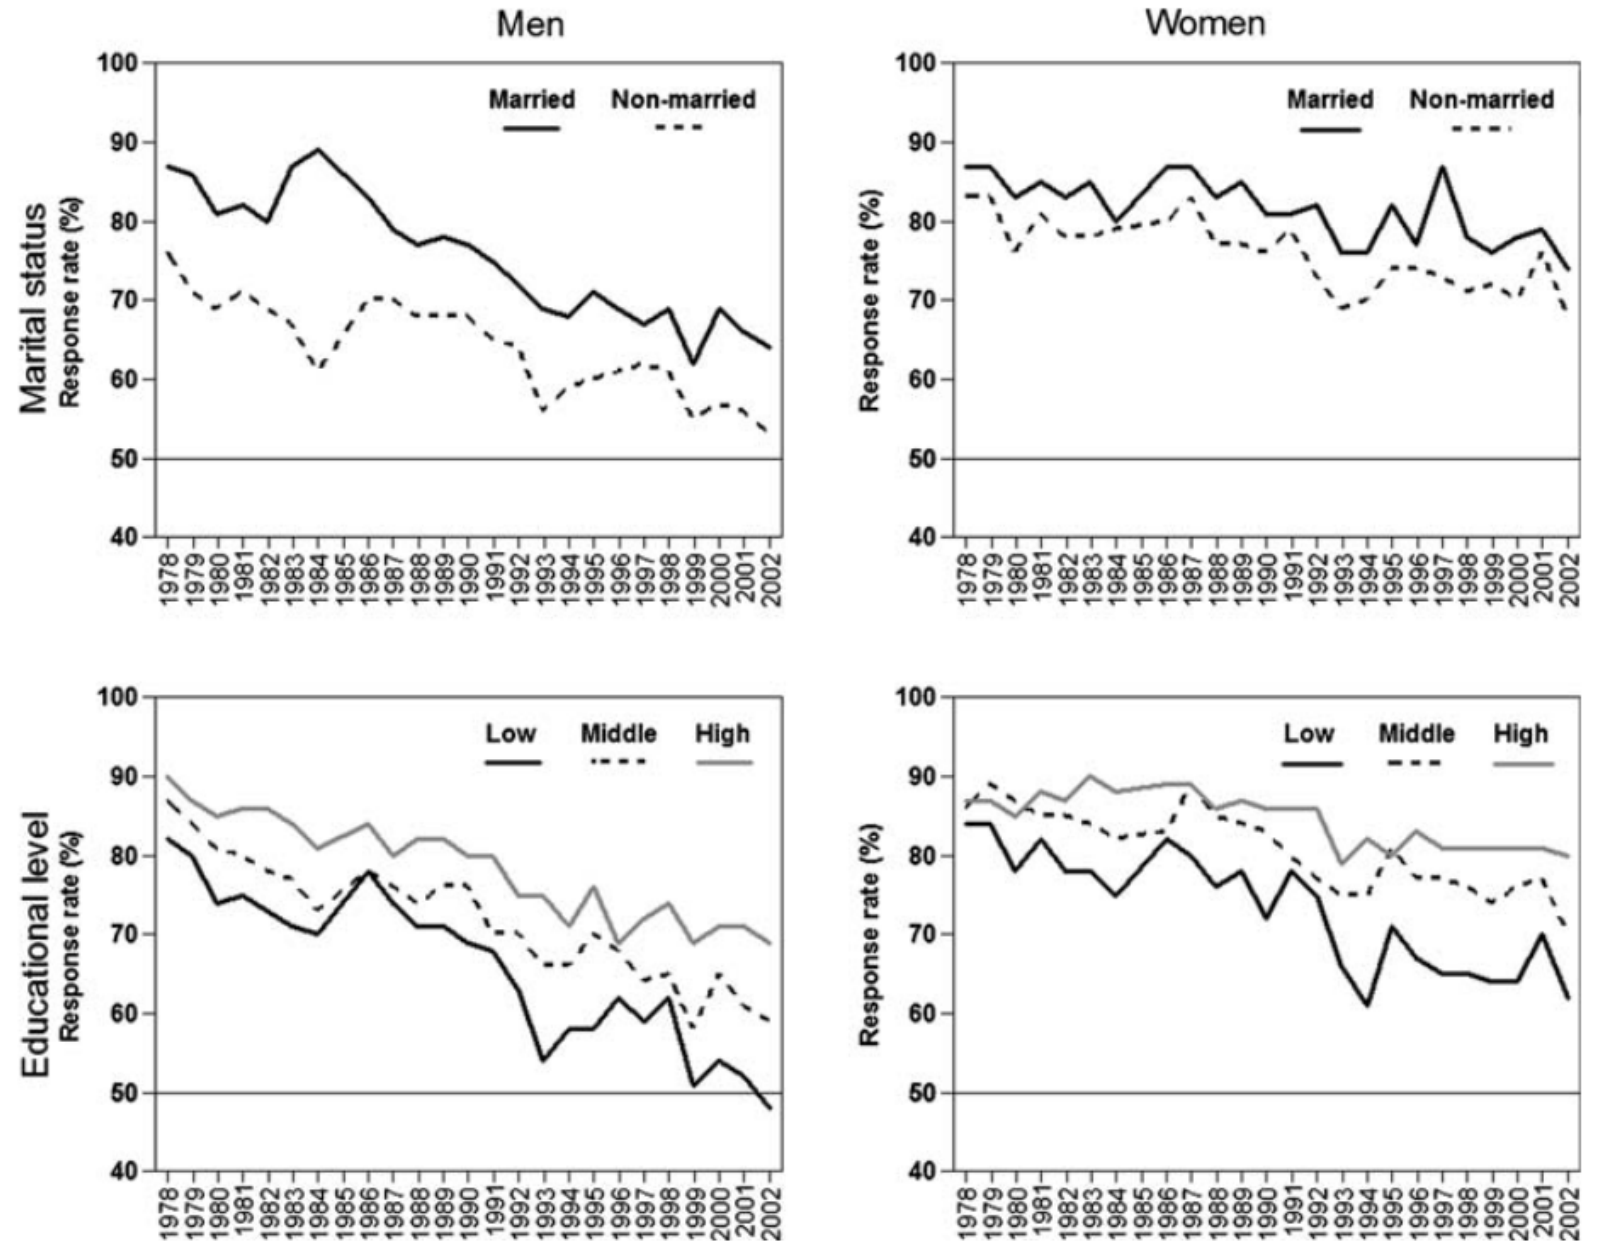 Men
Women
Marital status
Response rate (%)
100
90
80
70
60
50
40
Married Non-married
1978 1979 1980 1981 1982 1983 1984 1985 1986 1987 1988 1989 1990 1991 1992 1993 1994 1995 1996 1997 1998 1999 2000 2001 2002
Response rate (%)
100
90
80
70
60
50
40
Married Non-married
1978 1979 1980 1981 1982 1983 1984 1985 1986 1987 1988 1989 1990 1991 1992 1993 1994 1995 1996 1997 1998 1999 2000 2001 2002
Educational level
Response rate (%)
100
90
80
70
60
50
40
Low Middle High
1978 1979 1980 1981 1982 1983 1984 1985 1986 1987 1988 1989 1990 1991 1992 1993 1994 1995 1996 1997 1998 1999 2000 2001 2002
Response rate (%)
100
90
80
70
60
50
40
Low Middle High
1978 1979 1980 1981 1982 1983 1984 1985 1986 1987 1988 1989 1990 1991 1992 1993 1994 1995 1996 1997 1998 1999 2000 2001 2002